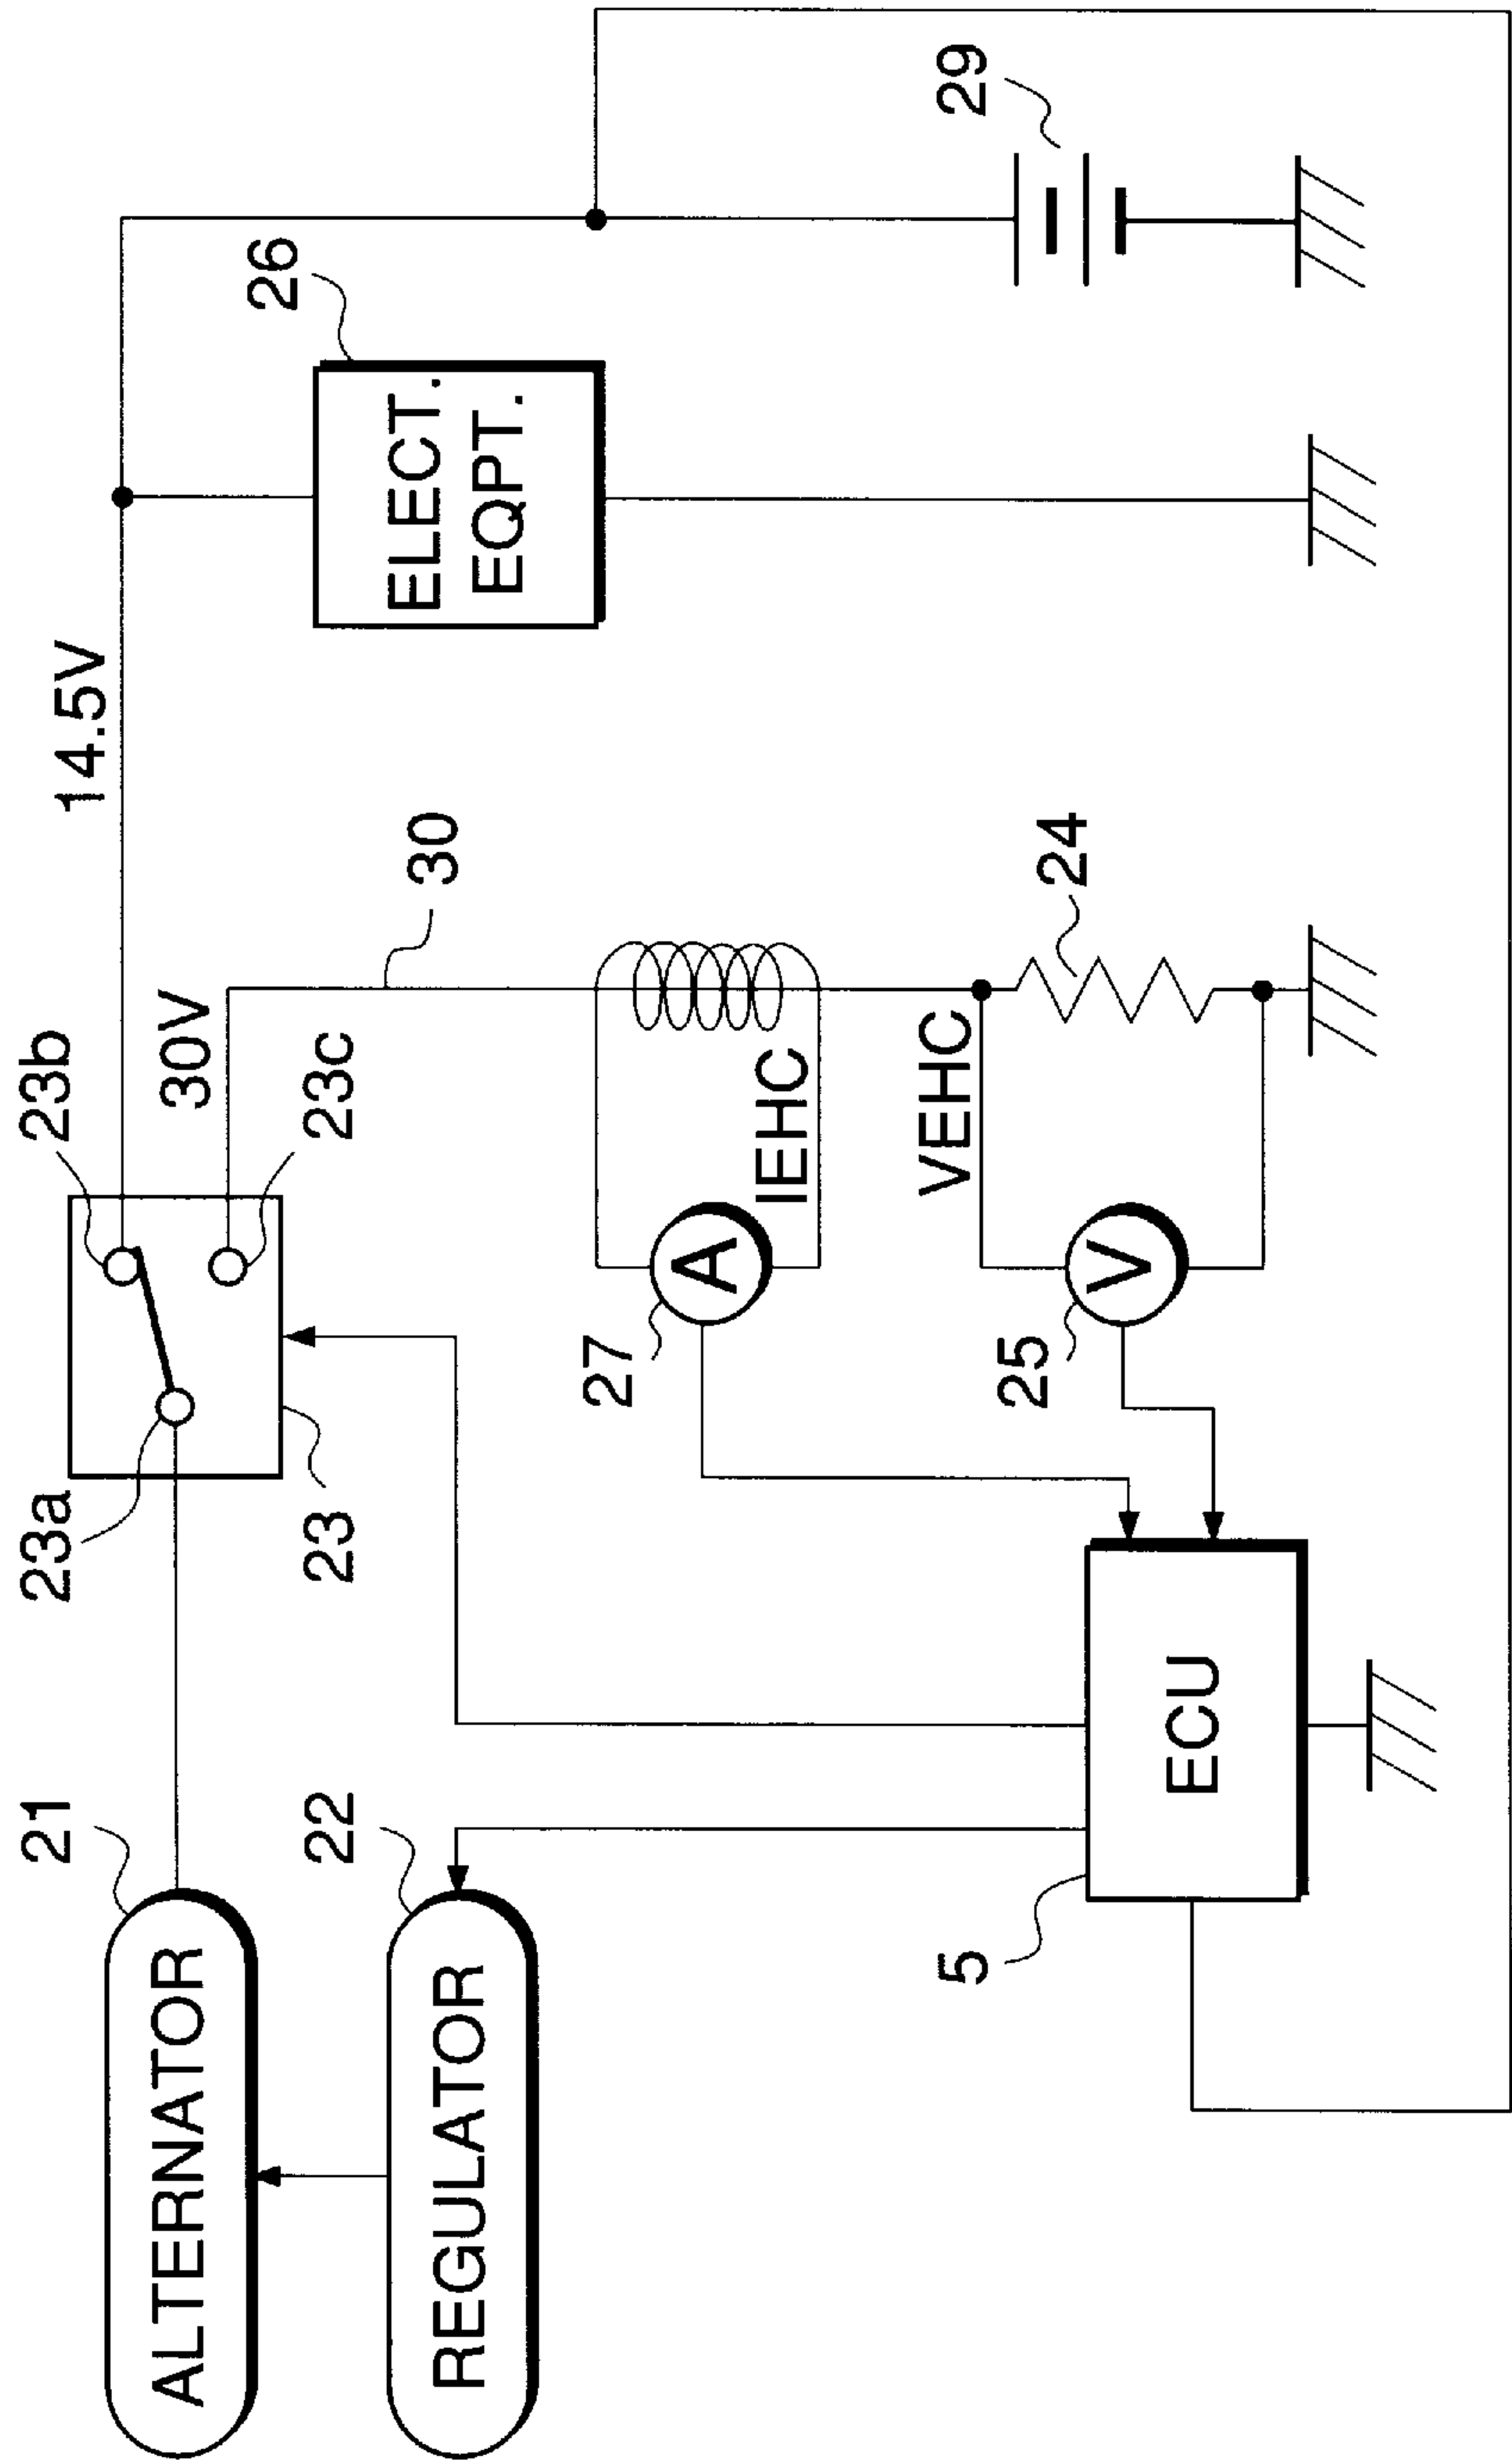 ALTERNATOR
21
23a
23b
14.5V
30V
23c
23
REGULATOR
22
30
26
ELECT.
EQPT.
29
27
A
IEHC
VEHC
24
25
V
5
ECU